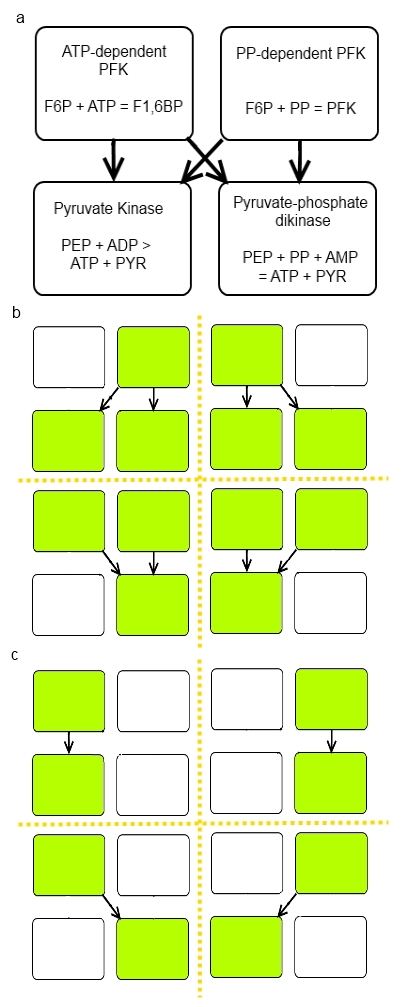 a
ATP-dependent
PFK
F6P + ATP = F1,6BP
PP-dependent PFK
F6P + PP = PFK
Pyruvate Kinase
PEP + ADP >
ATP + PYR
Pyruvate-phosphate
dikinase
PEP + PP + AMP
= ATP + PYR
b
c